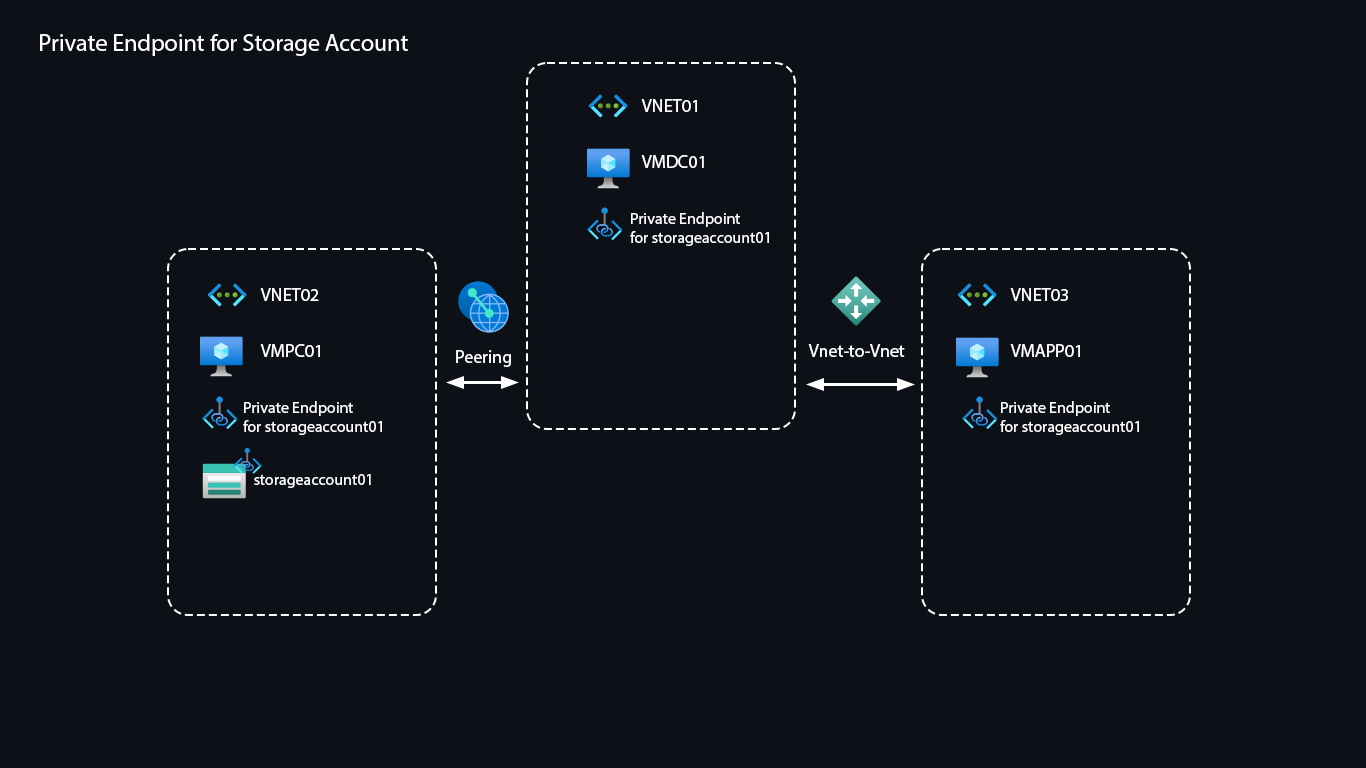 Private Endpoint for Storage Account
VNET01
VMDC01
Private Endpoint
for storageaccount01
VNET02
VMPC01
Private Endpoint
for storageaccount01
storageaccount01
Peering
Vnet-to-Vnet
VNET03
VMAPP01
Private Endpoint
for storageaccount01